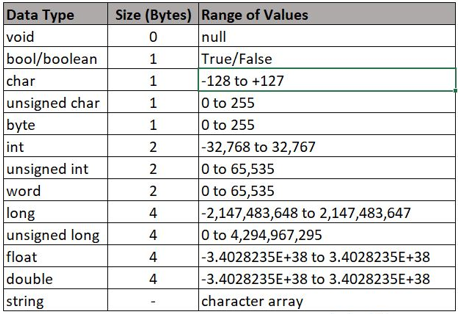 Data Type Size (Bytes) Range of Values
void 0 null
bool/boolean 1 True/False
char 1 -128 to +127
unsigned char 1 0 to 255
byte 1 0 to 255
int 2 -32,768 to 32,767
unsigned int 2 0 to 65,535
word 2 0 to 65,535
long 4 -2,147,483,648 to 2,147,483,647
unsigned long 4 0 to 4,294,967,295
float 4 -3.4028235E+38 to 3.4028235E+38
double 4 -3.4028235E+38 to 3.4028235E+38
string - character array